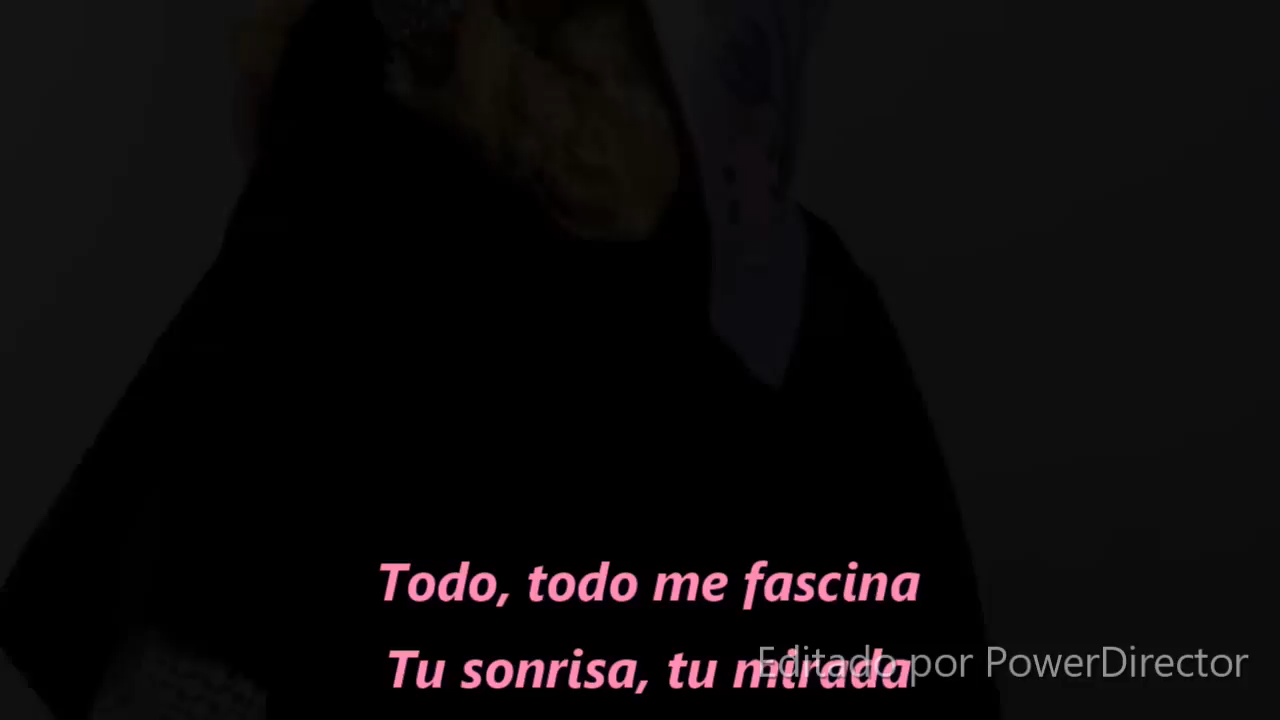 Todo, todo me fascina
Tu sonrisa, tu mirada
Editado por PowerDirector